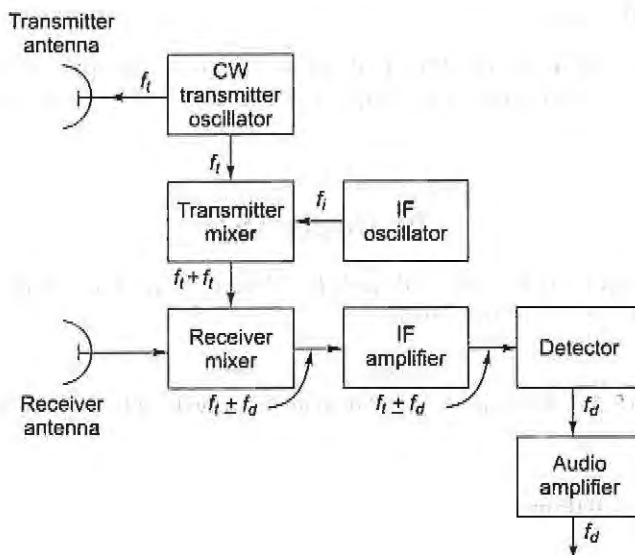 Transmitter
antenna
f_t
CW
transmitter
oscillator
f_t
Transmitter
mixer
f_i
IF
oscillator
f_t + f_t
Receiver
mixer
IF
amplifier
Detector
Receiver
antenna
f_t ± f_d
f_t ± f_d
f_d
Audio
amplifier
f_d